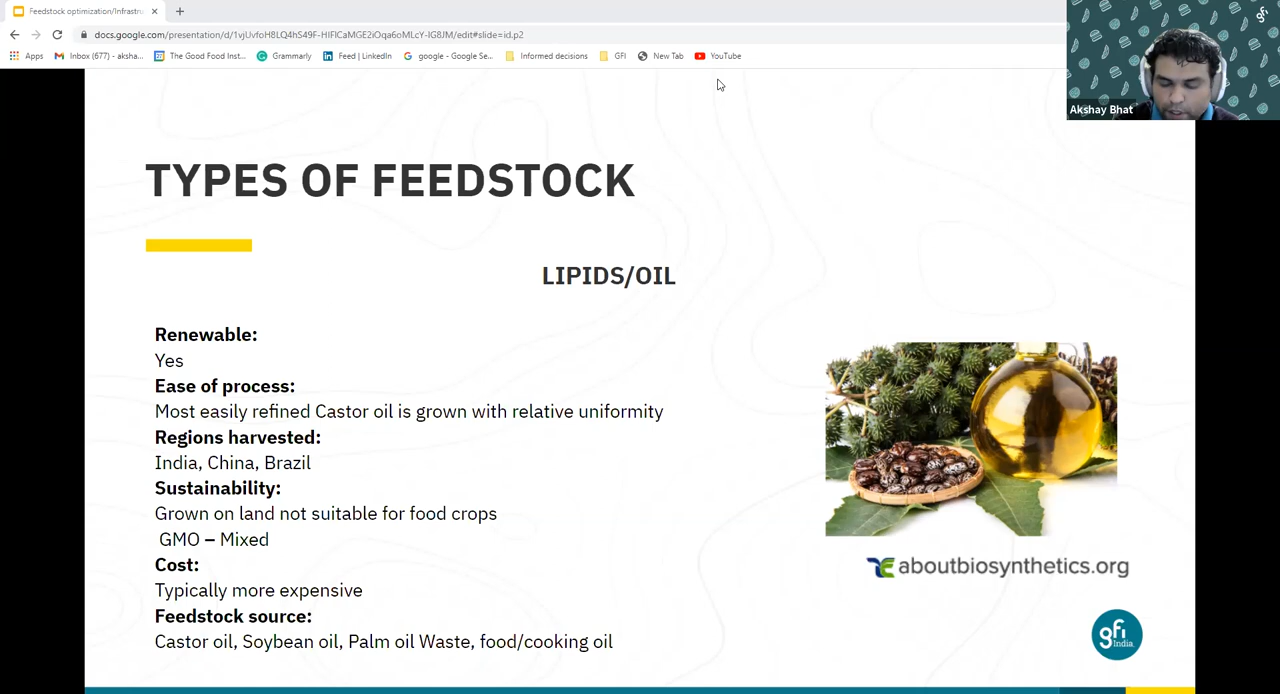 Feedstock optimization/Infrastru
docs.google.com/presentation/d/1vjUvfoH8LQ4hS49F-HIFlCaMGE2iOqa6oMLcY-IG8JM/edit#slide=id.p2
Apps
Inbox (677) - aksha...
The Good Food Inst...
Grammarly
Feed | LinkedIn
google - Google Se...
Informed decisions
GFI
New Tab
YouTube
gfi
Akshay Bhat
TYPES OF FEEDSTOCK
LIPIDS/OIL
Renewable:
Yes
Ease of process:
Most easily refined Castor oil is grown with relative uniformity
Regions harvested:
India, China, Brazil
Sustainability:
Grown on land not suitable for food crops
GMO – Mixed
Cost:
Typically more expensive
Feedstock source:
Castor oil, Soybean oil, Palm oil Waste, food/cooking oil
aboutbiosynthetics.org
gfi
India.